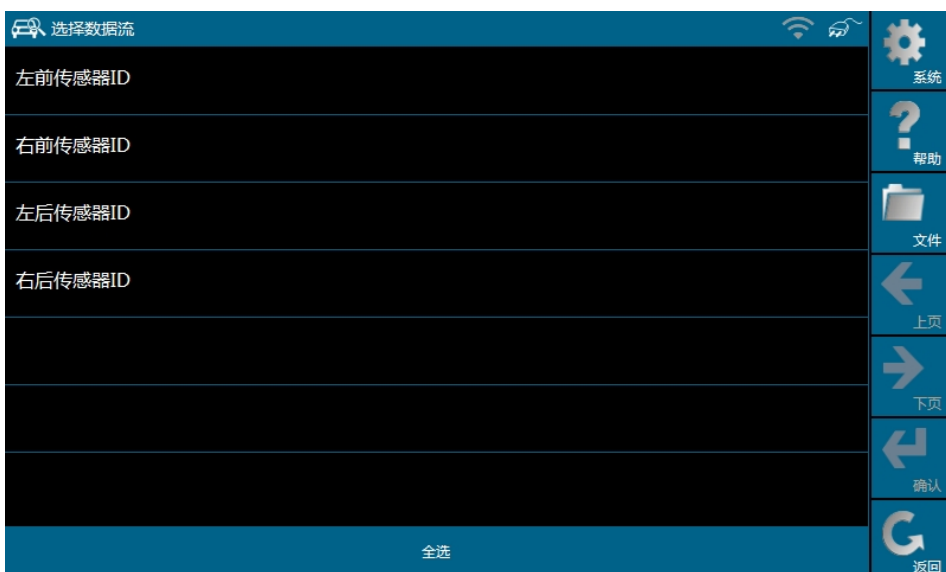 选择数据流
左前传感器ID
右前传感器ID
左后传感器ID
右后传感器ID
全选
系统
帮助
文件
上页
下页
确认
返回